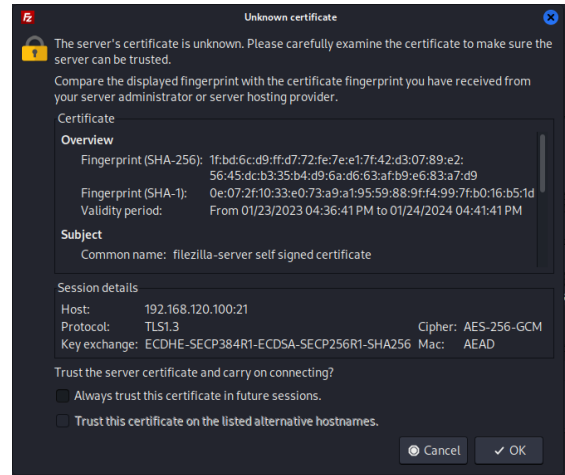 Fz
Unknown certificate
The server's certificate is unknown. Please carefully examine the certificate to make sure the
server can be trusted.
Compare the displayed fingerprint with the certificate fingerprint you have received from
your server administrator or server hosting provider.
Certificate
Overview
Fingerprint (SHA-256): 1f:bd:6c:d9:ff:d7:72:fe:7e:e1:7f:42:d3:07:89:e2:
56:45:dc:b3:35:b4:d9:6a:d6:63:af:b9:e6:83:a7:d9
Fingerprint (SHA-1): 0e:07:2f:10:33:e0:73:a9:a1:95:59:88:9f:f4:99:7f:b0:16:b5:1d
Validity period: From 01/23/2023 04:36:41 PM to 01/24/2024 04:41:41 PM
Subject
Common name: filezilla-server self signed certificate
Session details
Host: 192.168.120.100:21
Protocol: TLS1.3 Cipher: AES-256-GCM
Key exchange: ECDHE-SECP384R1-ECDSA-SECP256R1-SHA256 Mac: AEAD
Trust the server certificate and carry on connecting?
Always trust this certificate in future sessions.
Trust this certificate on the listed alternative hostnames.
Cancel OK